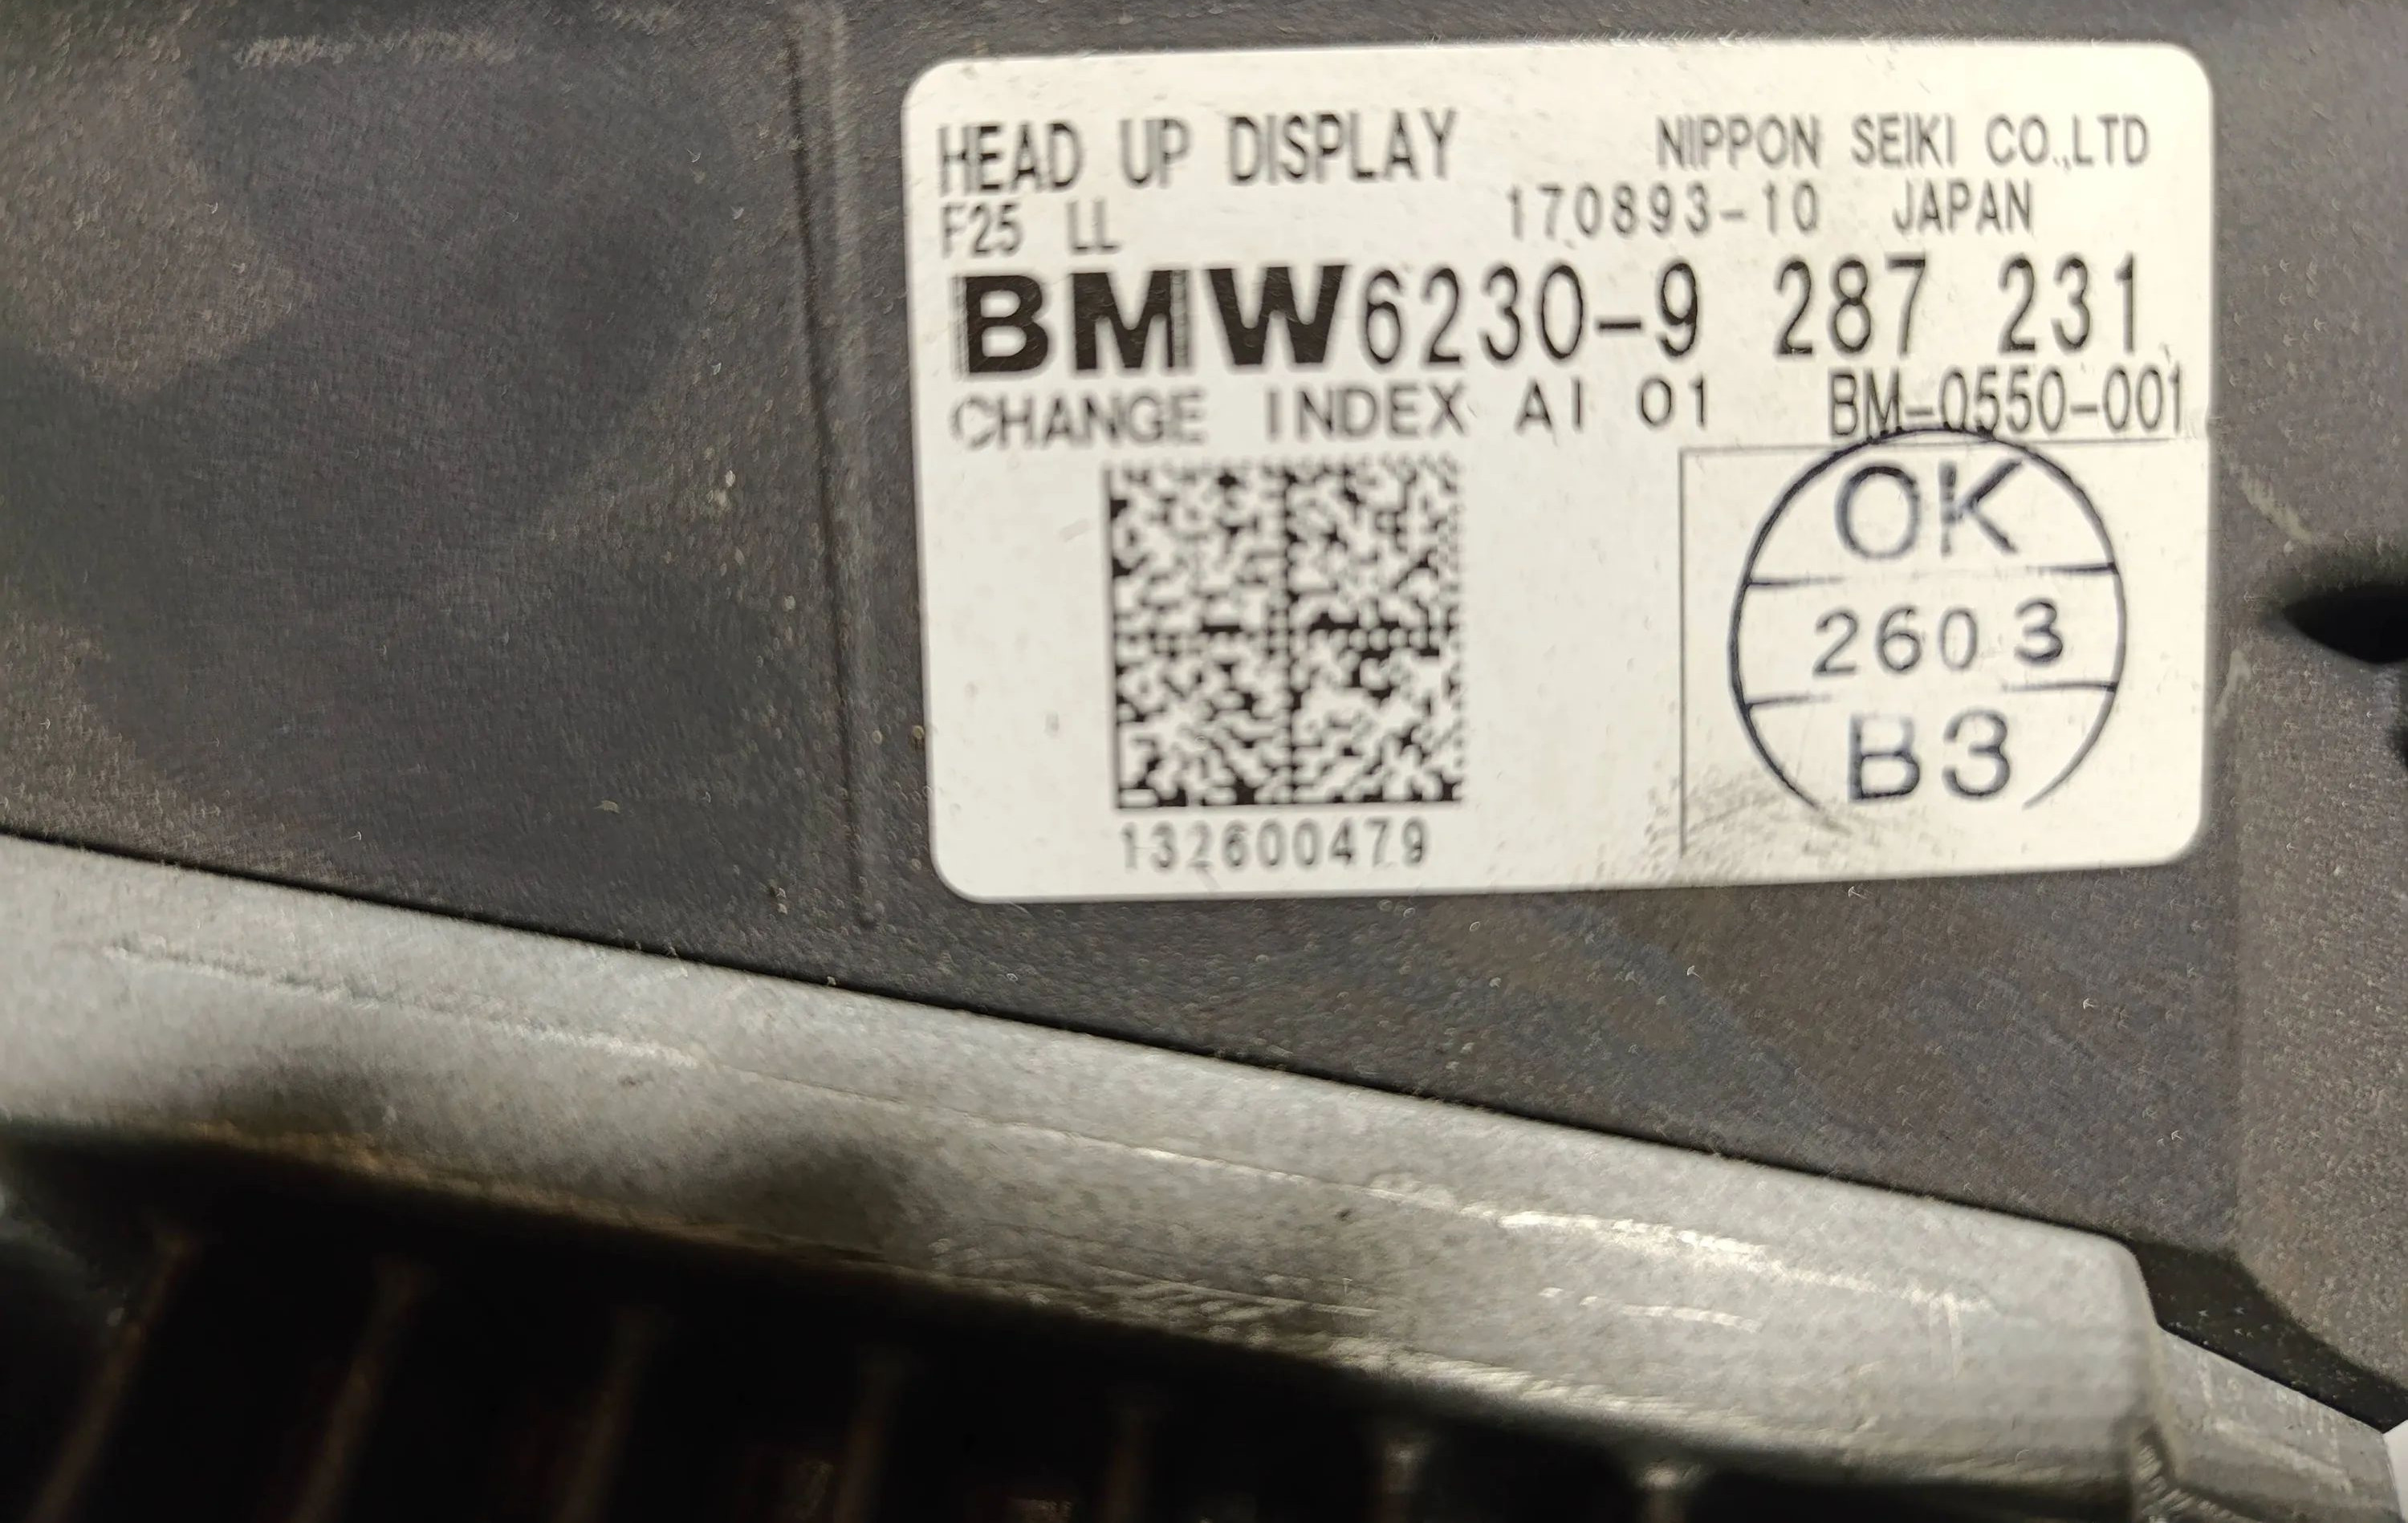 HEAD UP DISPLAY NIPPON SEIKI CO.,LTD
F25 LL 170893-10 JAPAN
BMW6230-9 287 231
CHANGE INDEX AI 01 BM-0550-001
OK
2603
B3
132600479